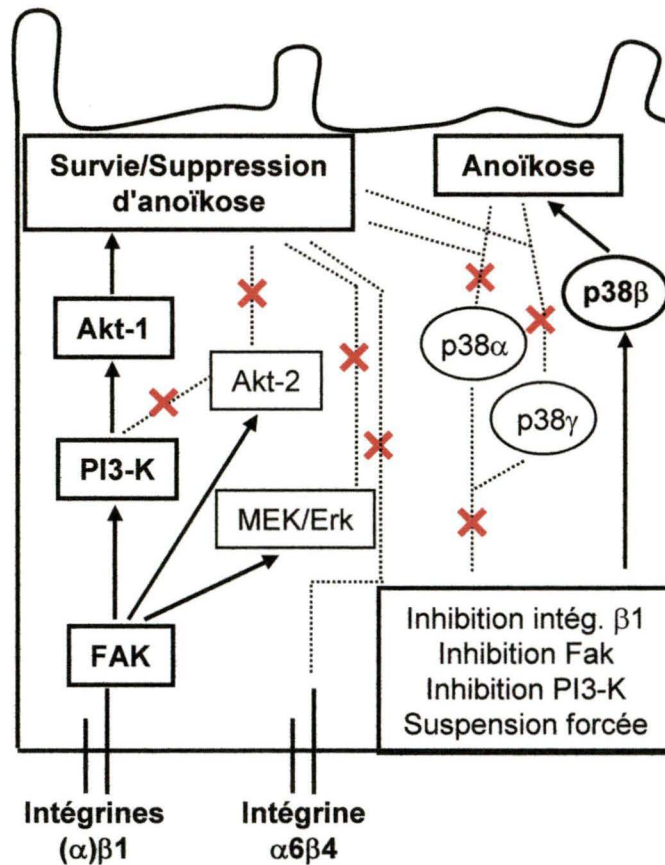 Survie/Suppression
d'anoïkose
Anoïkose
p38β
Akt-1
p38α
Akt-2
p38γ
PI3-K
MEK/Erk
FAK
Inhibition intég. β1
Inhibition Fak
Inhibition PI3-K
Suspension forcée
Intégrines
(α)β1
Intégrine
α6β4